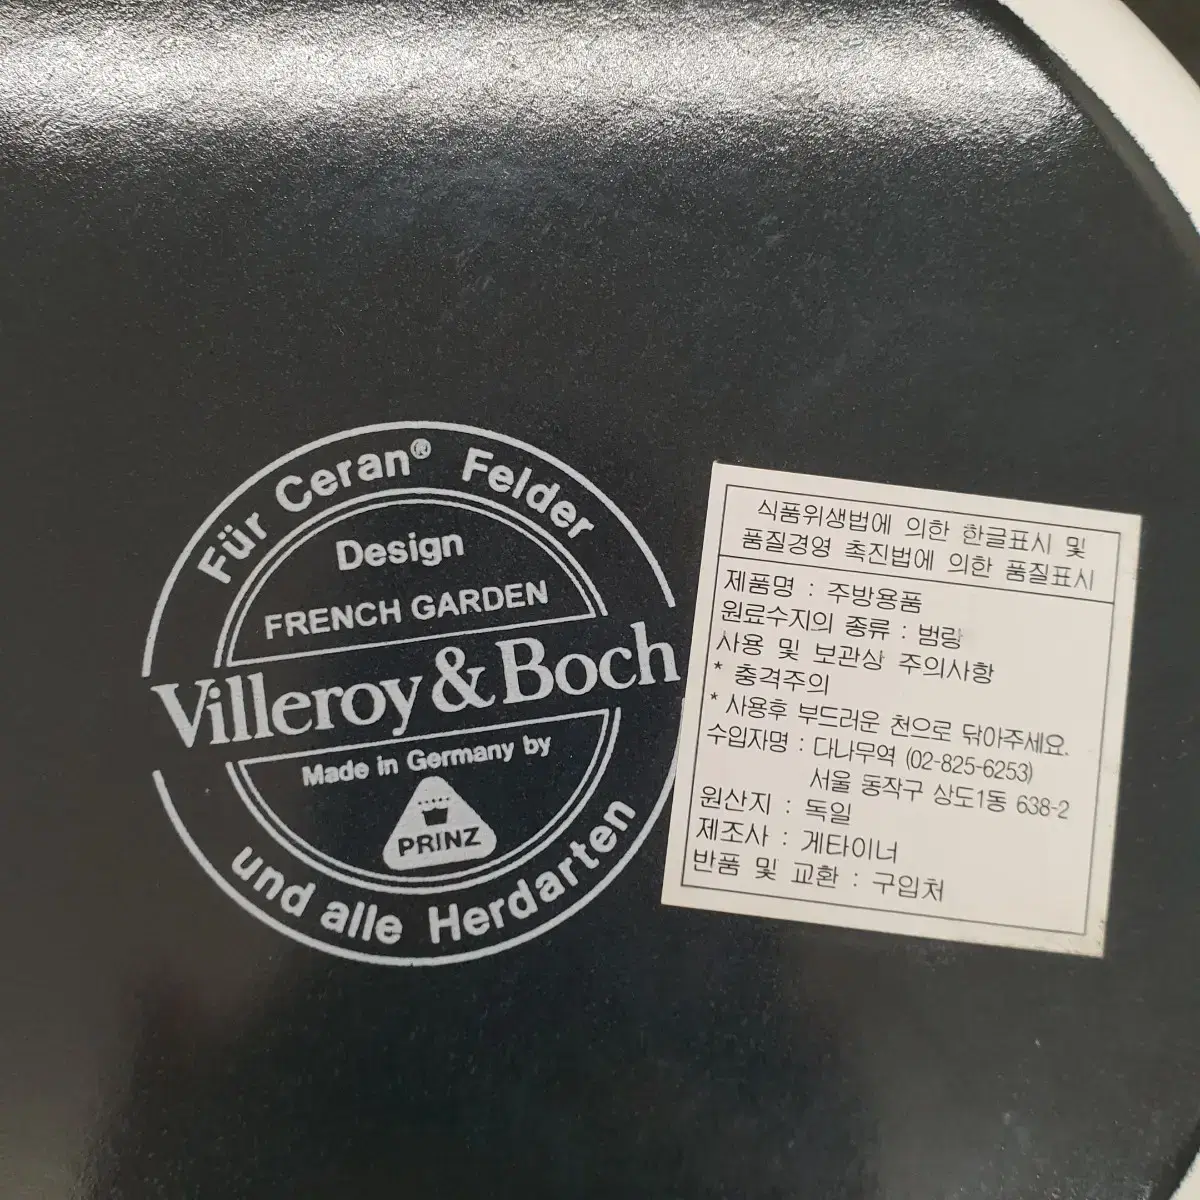 Für Ceran® Felder
Design
FRENCH GARDEN
Villeroy & Boch
Made in Germany by
PRINZ
und alle Herdarten
식품위생법에 의한 한글표시 및
품질경영 촉진법에 의한 품질표시
제품명 : 주방용품
원료수지의 종류 : 범랑
사용 및 보관상 주의사항
* 충격주의
* 사용후 부드러운 천으로 닦아주세요.
수입자명 : 다나무역 (02-825-6253)
서울 동작구 상도1동 638-2
원산지 : 독일
제조사 : 게타이너
반품 및 교환 : 구입처